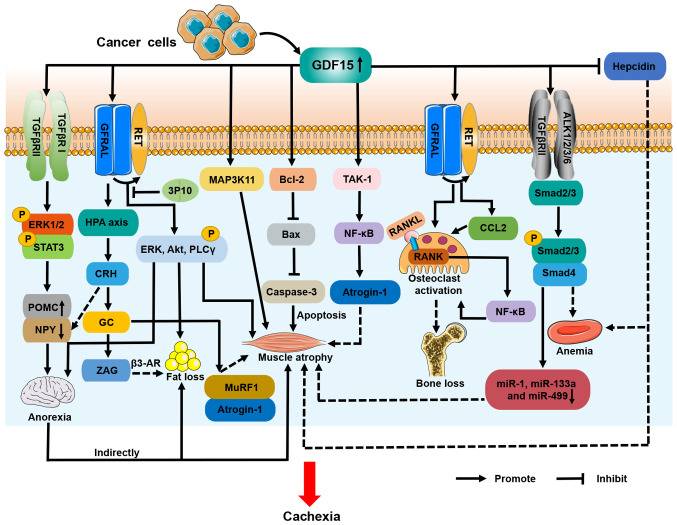 Cancer cells
GDF15
Hepcidin
TGFβRII
TGFβR I
GFRAL
RET
GFRAL
RET
TGFβRII
ALK1/2/3/6
3P10
MAP3K11
Bcl-2
TAK-1
Smad2/3
P
ERK1/2
P
STAT3
HPA axis
ERK, Akt, PLCγ
P
Bax
NF-κB
RANKL
RANK
CCL2
P
Smad2/3
Smad4
CRH
Osteoclast
activation
Caspase-3
Atrogin-1
POMC
NPY
GC
Apoptosis
NF-κB
Muscle atrophy
Anemia
ZAG
β3-AR
Fat loss
Bone loss
MuRF1
Atrogin-1
miR-1, miR-133a
and miR-499
Anorexia
Indirectly
Promote
Inhibit
Cachexia